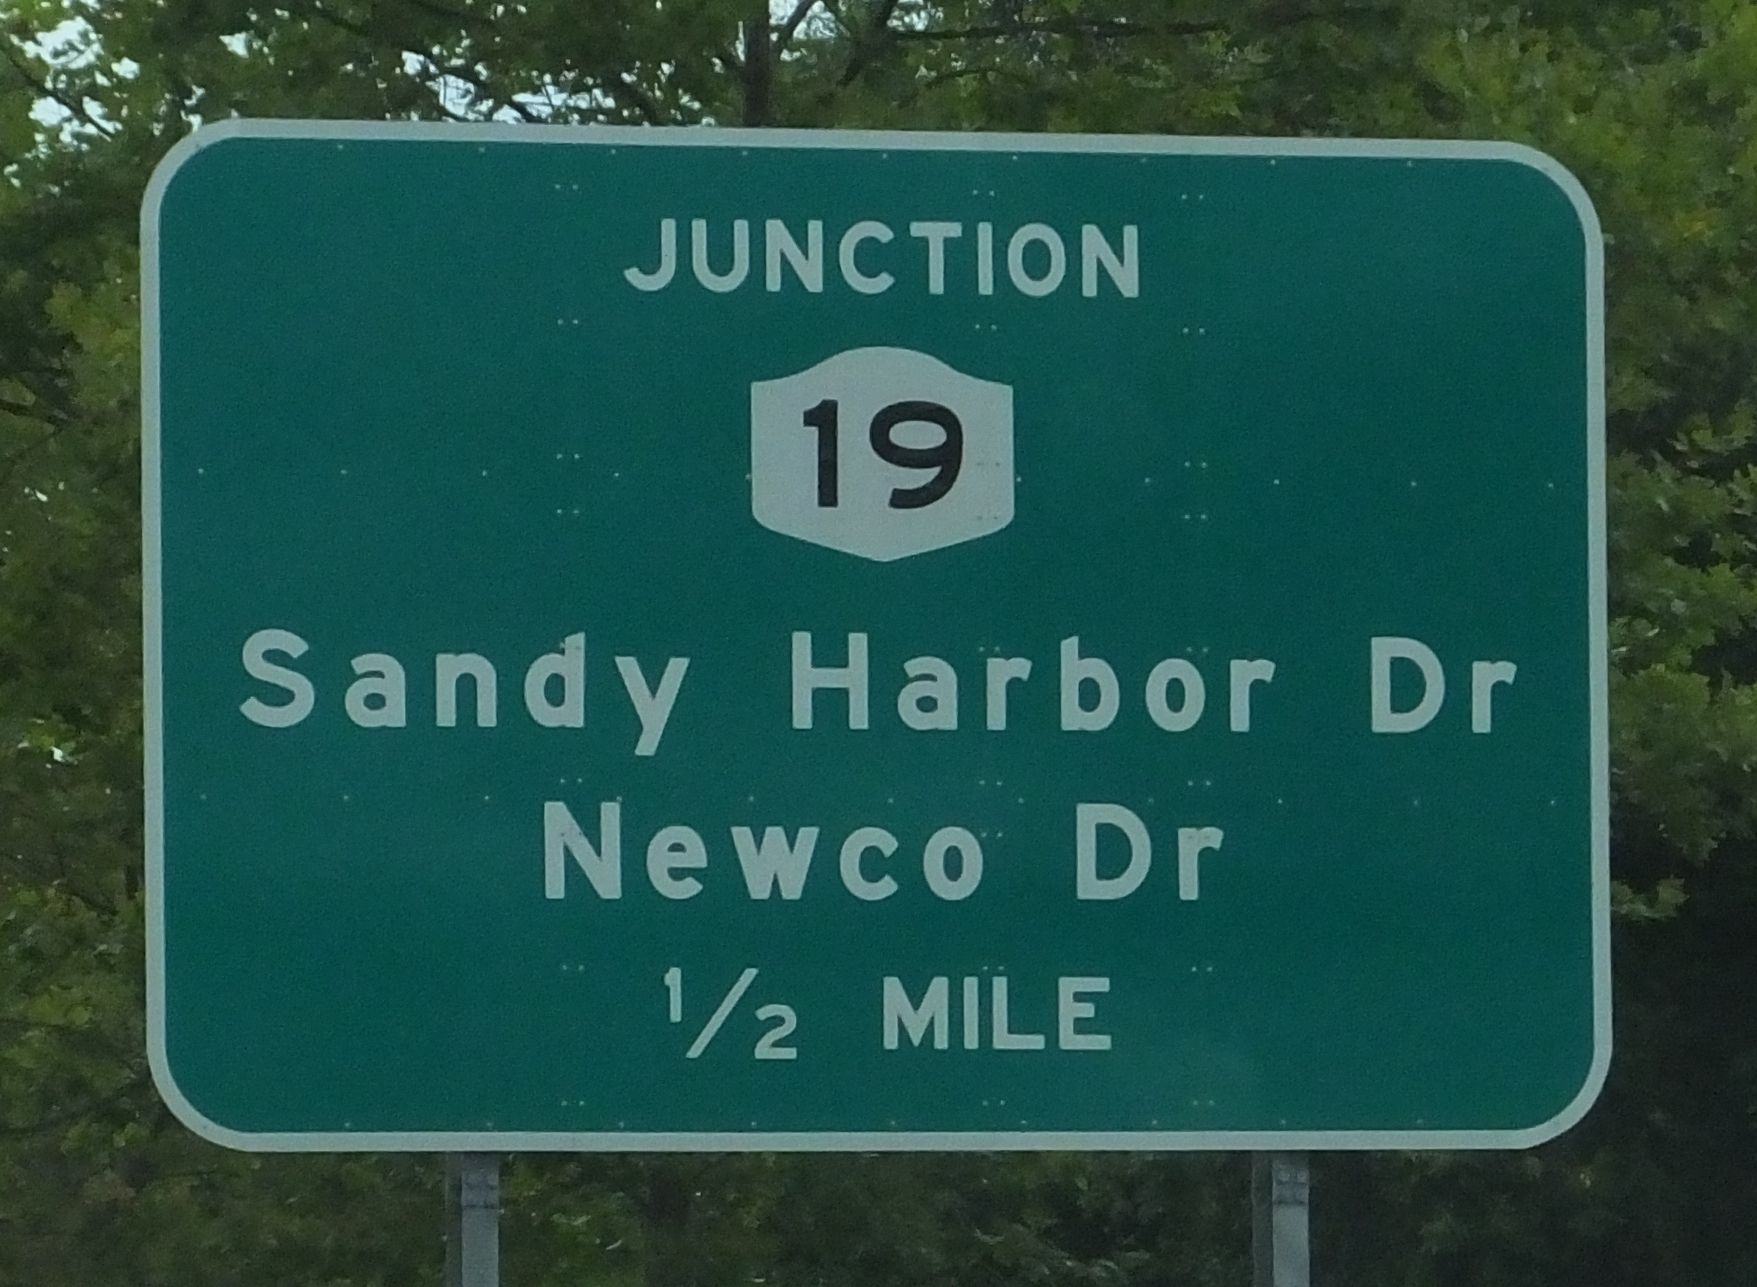 JUNCTION
19
Sandy Harbor Dr
Newco Dr
1/2 MILE